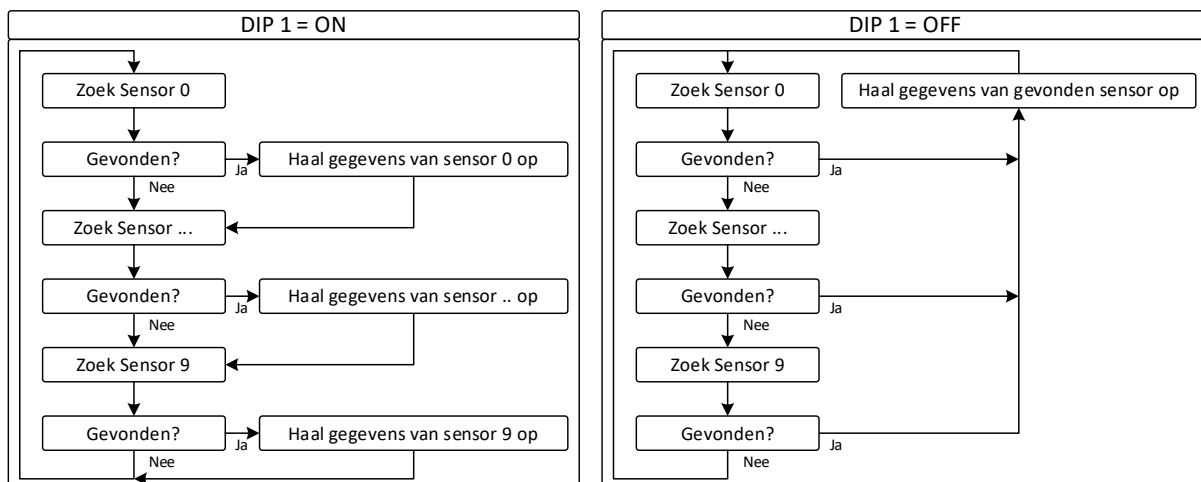 DIP 1 = ON
Zoek Sensor 0
Gevonden?
Ja
Haal gegevens van sensor 0 op
Nee
Zoek Sensor ...
Gevonden?
Ja
Haal gegevens van sensor .. op
Nee
Zoek Sensor 9
Gevonden?
Ja
Haal gegevens van sensor 9 op
Nee
DIP 1 = OFF
Zoek Sensor 0
Haal gegevens van gevonden sensor op
Gevonden?
Ja
Nee
Zoek Sensor ...
Gevonden?
Ja
Nee
Zoek Sensor 9
Gevonden?
Ja
Nee